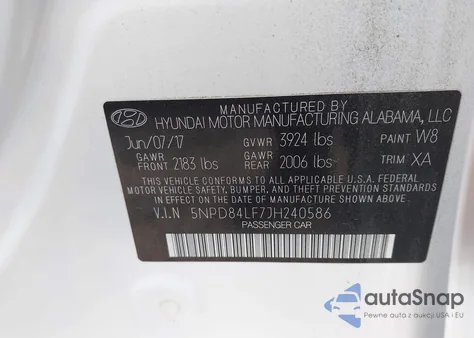 MANUFACTURED BY
HYUNDAI MOTOR MANUFACTURING ALABAMA, LLC
Jun/07/17 GVWR 3924 lbs PAINT W8
GAWR FRONT 2183 lbs GAWR REAR 2006 lbs TRIM XA
THIS VEHICLE CONFORMS TO ALL APPLICABLE U.S.A. FEDERAL
MOTOR VEHICLE SAFETY, BUMPER, AND THEFT PREVENTION
STANDARDS IN EFFECT ON THE DATE OF MANUFACTURE SHOWN ABOVE.
V.I.N 5NPD84LF7JH240586
PASSENGER CAR
autoSnap
Pewne auta z aukcji USA i EU